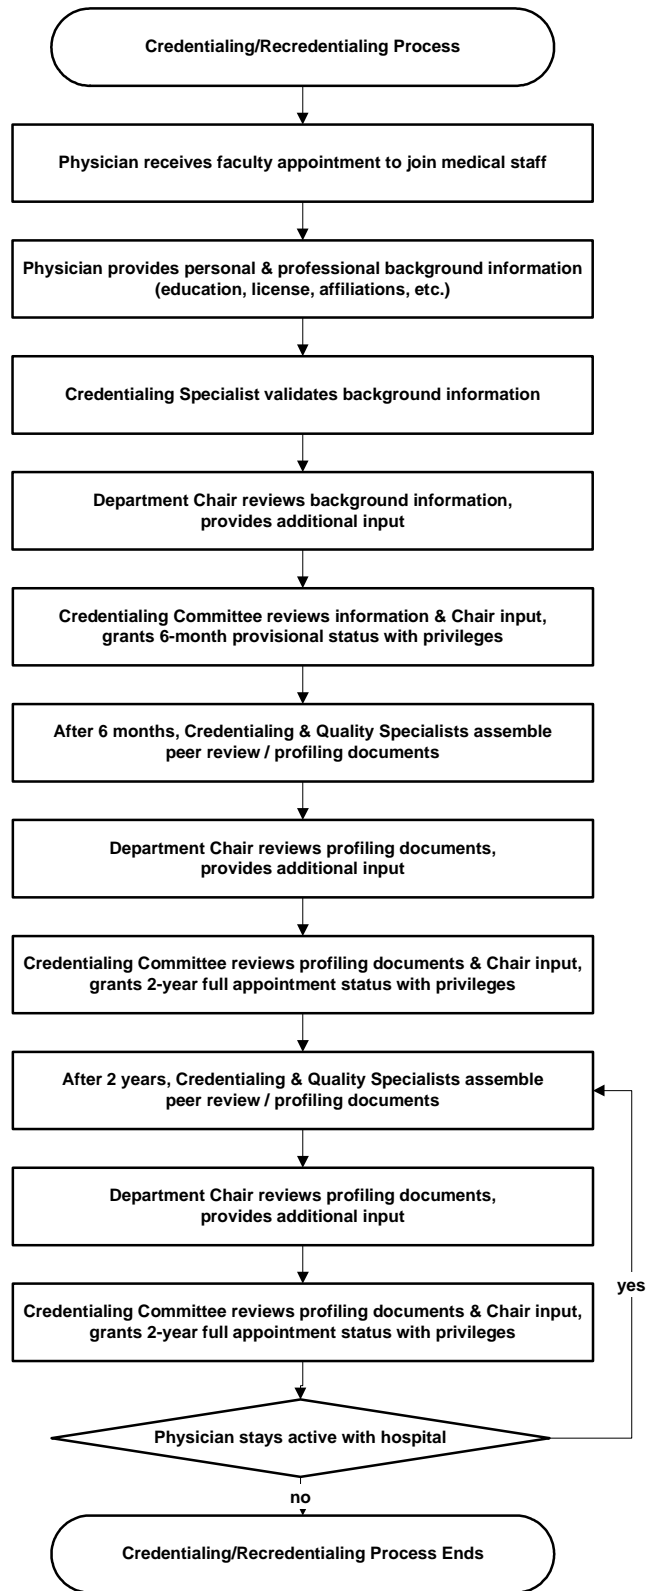 Credentialing/Recredentialing Process
Physician receives faculty appointment to join medical staff
Physician provides personal & professional background information
(education, license, affiliations, etc.)
Credentialing Specialist validates background information
Department Chair reviews background information,
provides additional input
Credentialing Committee reviews information & Chair input,
grants 6-month provisional status with privileges
After 6 months, Credentialing & Quality Specialists assemble
peer review / profiling documents
Department Chair reviews profiling documents,
provides additional input
Credentialing Committee reviews profiling documents & Chair input,
grants 2-year full appointment status with privileges
After 2 years, Credentialing & Quality Specialists assemble
peer review / profiling documents
Department Chair reviews profiling documents,
provides additional input
yes
Credentialing Committee reviews profiling documents & Chair input,
grants 2-year full appointment status with privileges
Physician stays active with hospital
no
Credentialing/Recredentialing Process Ends